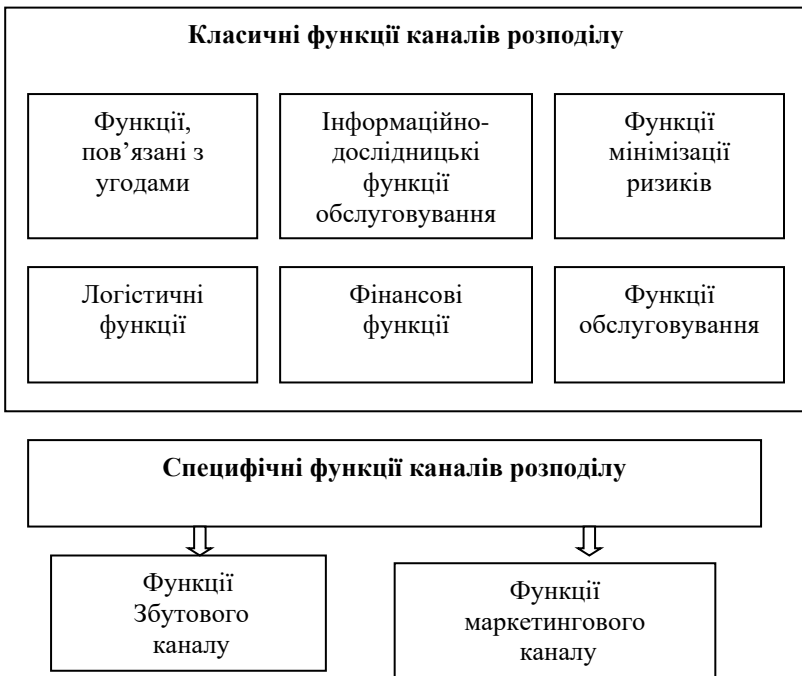 Класичні функції каналів розподілу
Функції,
пов’язані з
угодами
Інформаційно-
дослідницькі
функції
обслуговування
Функції
мінімізації
ризиків
Логістичні
функції
Фінансові
функції
Функції
обслуговування
Специфічні функції каналів розподілу
Функції
Збутового
каналу
Функції
маркетингового
каналу